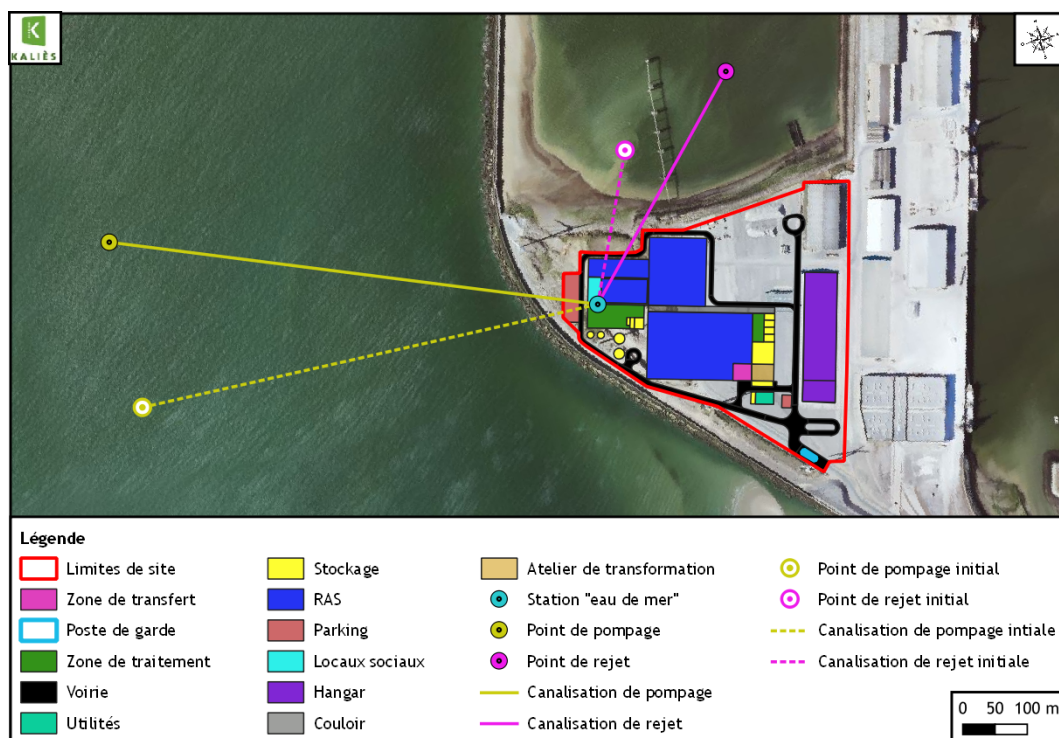 KALIÈS
Légende
Limites de site
Zone de transfert
Poste de garde
Zone de traitement
Voirie
Utilités
Stockage
RAS
Parking
Locaux sociaux
Hangar
Couloir
Atelier de transformation
Station "eau de mer"
Point de pompage
Point de rejet
Canalisation de pompage
Canalisation de rejet
Point de pompage initial
Point de rejet initial
Canalisation de pompage intiale
Canalisation de rejet initiale
0 50 100 m